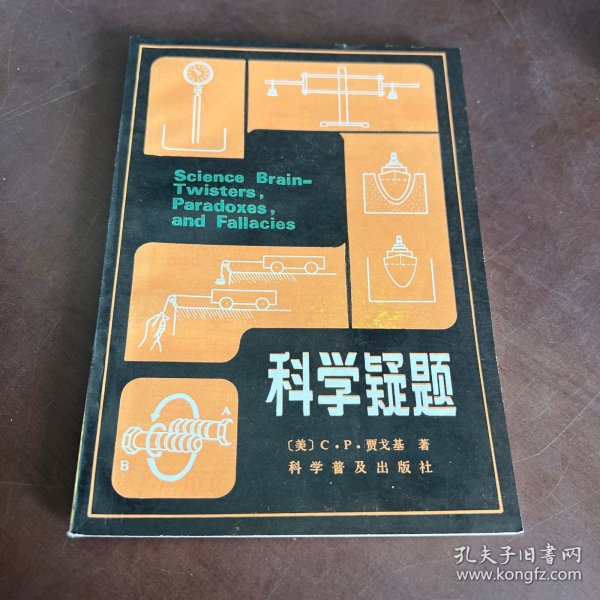 Science Brain-
Twisters,
Paradoxes,
and Fallacies
科学疑题
〔美〕C·P·贾戈基 著
科学普及出版社
A
B
孔夫子旧书网
www.kongfz.com